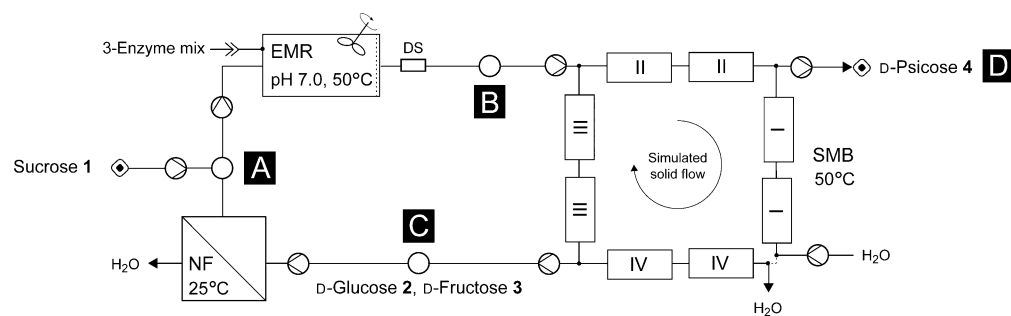 3-Enzyme mix
EMR
pH 7.0, 50°C
DS
B
II
II
D-Psicose 4
D
III
III
Simulated
solid flow
I
I
SMB
50°C
Sucrose 1
A
C
NF
25°C
H₂O
D-Glucose 2, D-Fructose 3
IV
IV
H₂O
H₂O